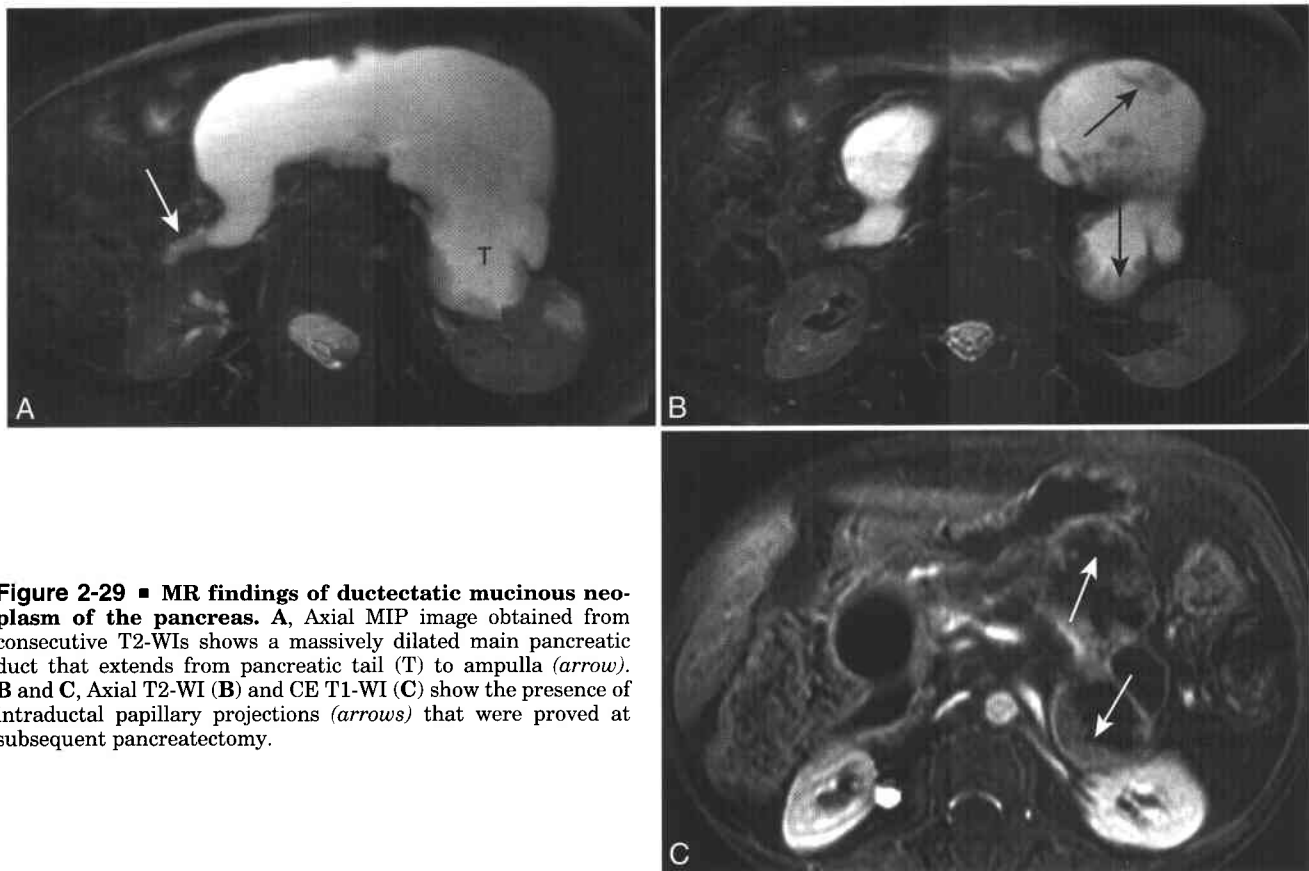 A
T
B
C
Figure 2-29 ■ MR findings of ductectatic mucinous neo-
plasm of the pancreas. A, Axial MIP image obtained from
consecutive T2-WIs shows a massively dilated main pancreatic
duct that extends from pancreatic tail (T) to ampulla (arrow).
B and C, Axial T2-WI (B) and CE T1-WI (C) show the presence of
intraductal papillary projections (arrows) that were proved at
subsequent pancreatectomy.